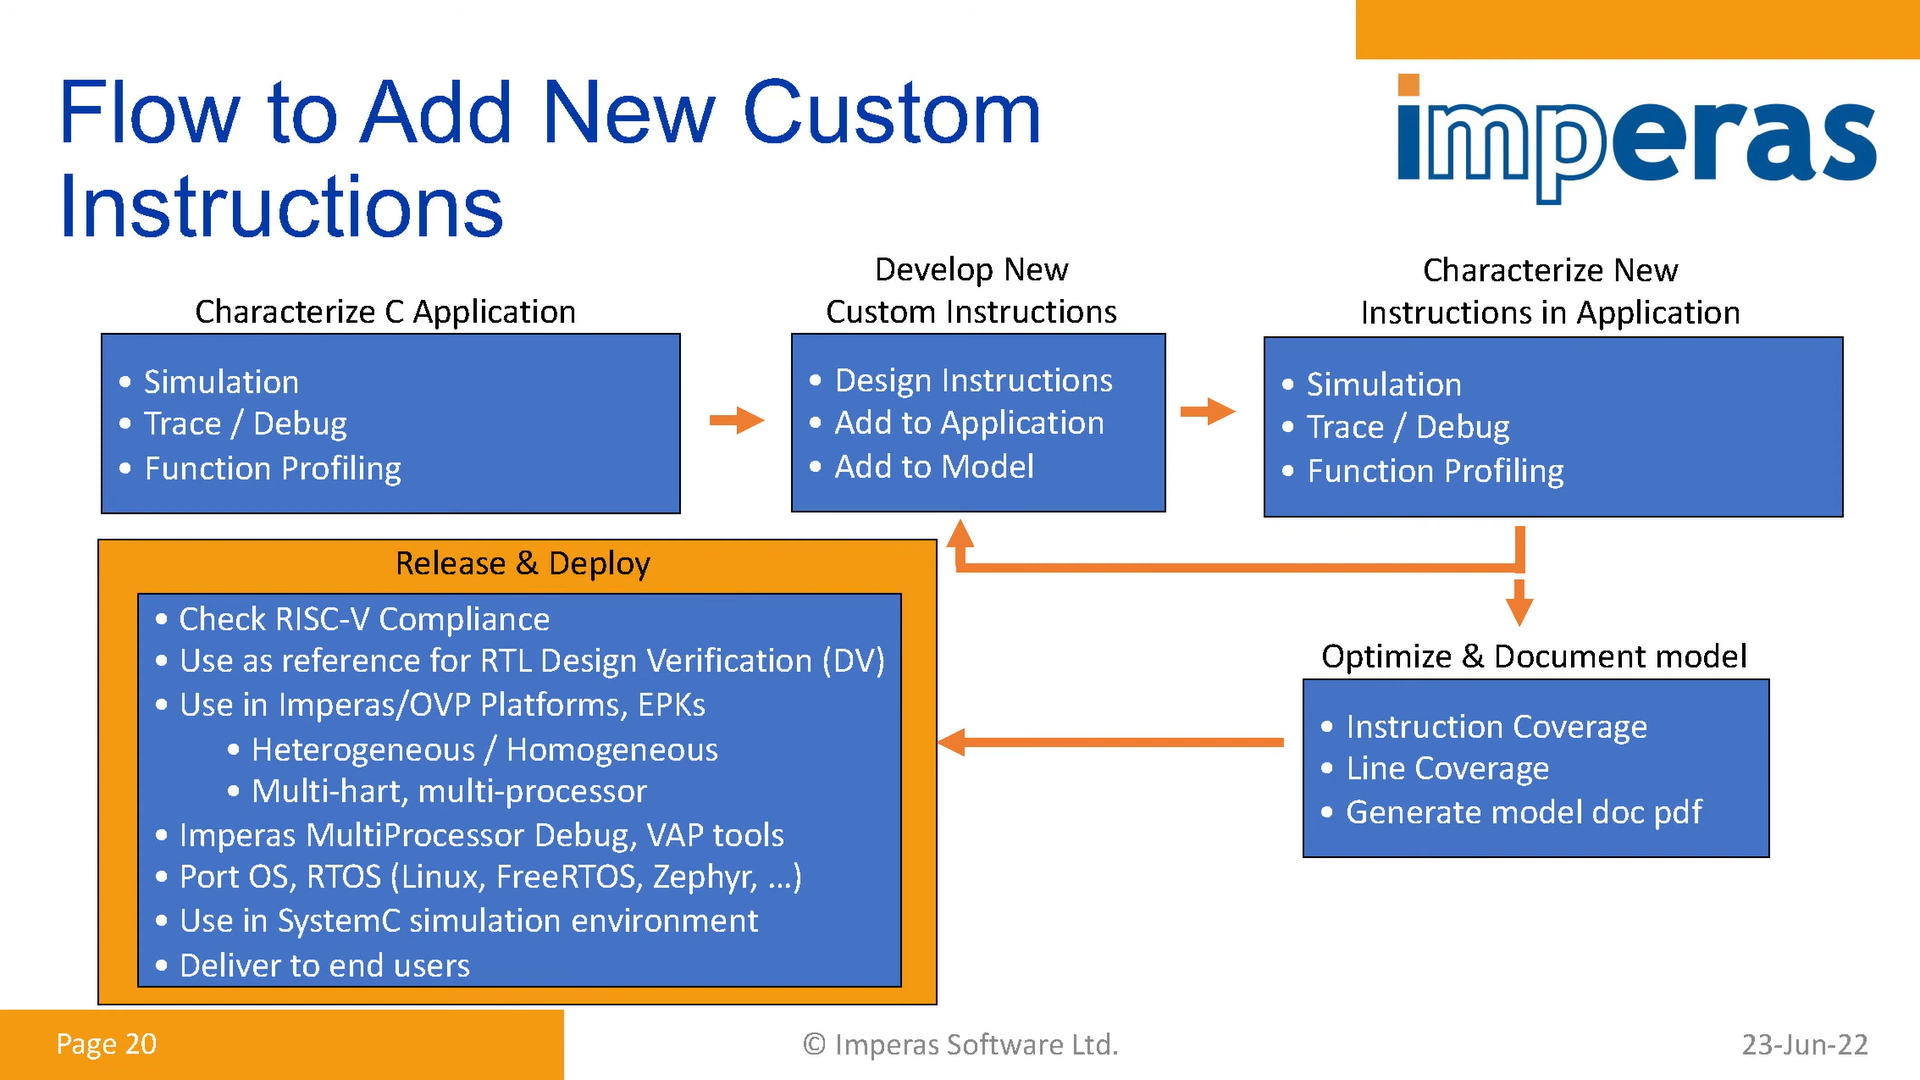 Flow to Add New Custom
Instructions
imperas
Characterize C Application
• Simulation
• Trace / Debug
• Function Profiling
Develop New
Custom Instructions
• Design Instructions
• Add to Application
• Add to Model
Characterize New
Instructions in Application
• Simulation
• Trace / Debug
• Function Profiling
Optimize & Document model
• Instruction Coverage
• Line Coverage
• Generate model doc pdf
Release & Deploy
• Check RISC-V Compliance
• Use as reference for RTL Design Verification (DV)
• Use in Imperas/OVP Platforms, EPKs
• Heterogeneous / Homogeneous
• Multi-hart, multi-processor
• Imperas MultiProcessor Debug, VAP tools
• Port OS, RTOS (Linux, FreeRTOS, Zephyr, ...)
• Use in SystemC simulation environment
• Deliver to end users
Page 20
© Imperas Software Ltd.
23-Jun-22